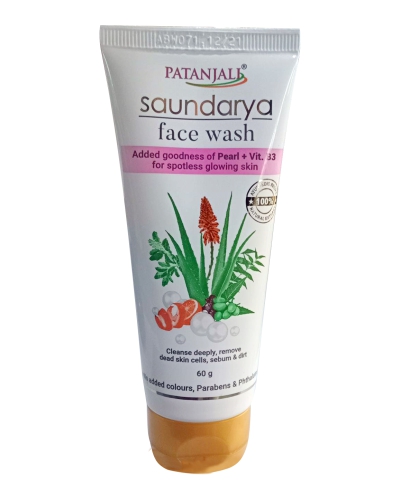 PATANJALI®
saundarya
face wash
Added goodness of Pearl + Vit. B3
for spotless glowing skin
100%
Cleanse deeply, remove
dead skin cells, sebum & dirt
60 g
added colours, Parabens &